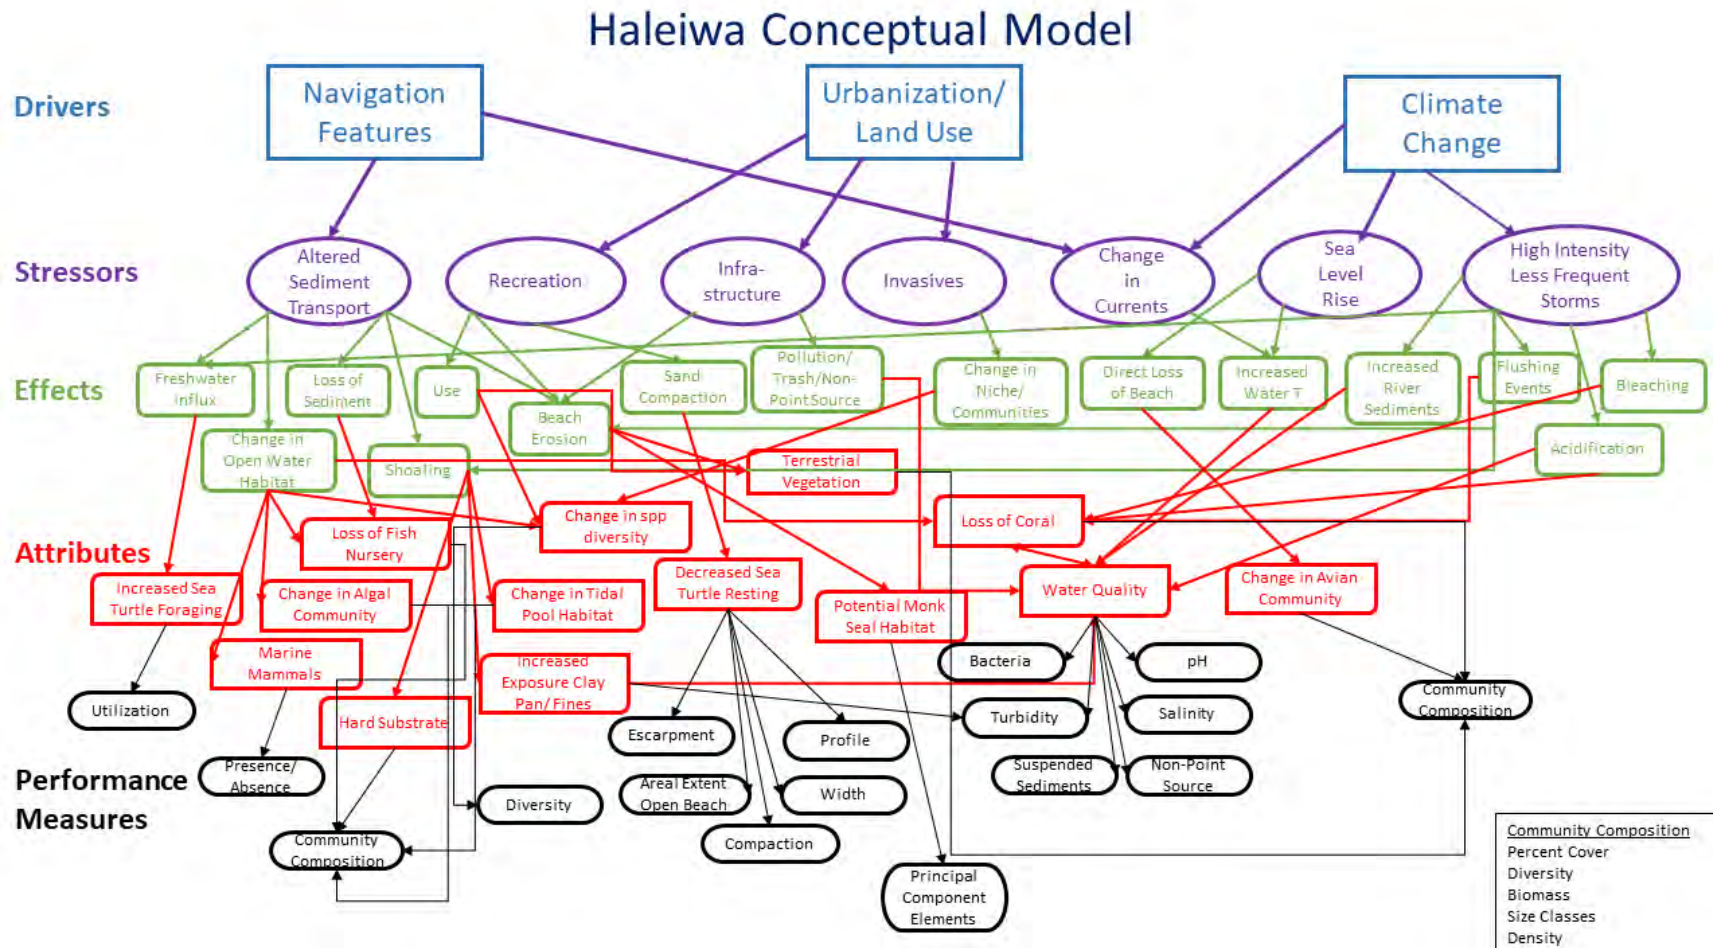 Haleiwa Conceptual Model
Drivers
Navigation
Features
Urbanization/
Land Use
Climate
Change
Stressors
Altered
Sediment
Transport
Recreation
Infra-
structure
Invasives
Change
in
Currents
Sea
Level
Rise
High Intensity
Less Frequent
Storms
Effects
Freshwater
Influx
Loss of
Sediment
Use
Beach
Erosion
Sand
Compaction
Pollution/
Trash/Non-
Point Source
Change in
Niche/
Communities
Direct Loss
of Beach
Increased
Water T
Increased
River
Sediments
Flushing
Events
Bleaching
Change in
Open Water
Habitat
Shoaling
Acidification
Attributes
Terrestrial
Vegetation
Loss of Fish
Nursery
Change in spp
diversity
Loss of Coral
Increased Sea
Turtle Foraging
Change in Algal
Community
Change in Tidal
Pool Habitat
Decreased Sea
Turtle Resting
Potential Monk
Seal Habitat
Water Quality
Change in Avian
Community
Marine
Mammals
Increased
Exposure Clay
Pan/ Fines
Hard Substrate
Performance
Measures
Utilization
Presence/
Absence
Community
Composition
Diversity
Escarpment
Profile
Areal Extent
Open Beach
Width
Compaction
Bacteria
pH
Turbidity
Salinity
Suspended
Sediments
Non-Point
Source
Principal
Component
Elements
Community
Composition
Community Composition
Percent Cover
Diversity
Biomass
Size Classes
Density